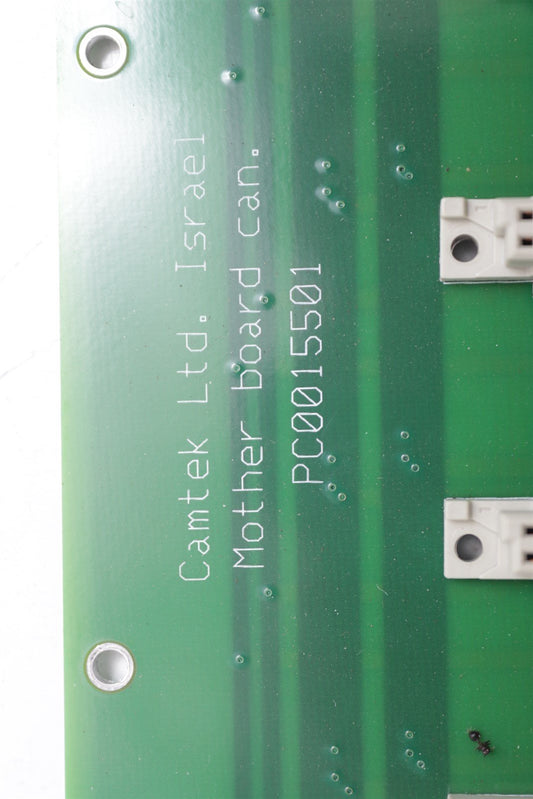 Camtek Ltd. Israel
Mother board can.
PC0015501